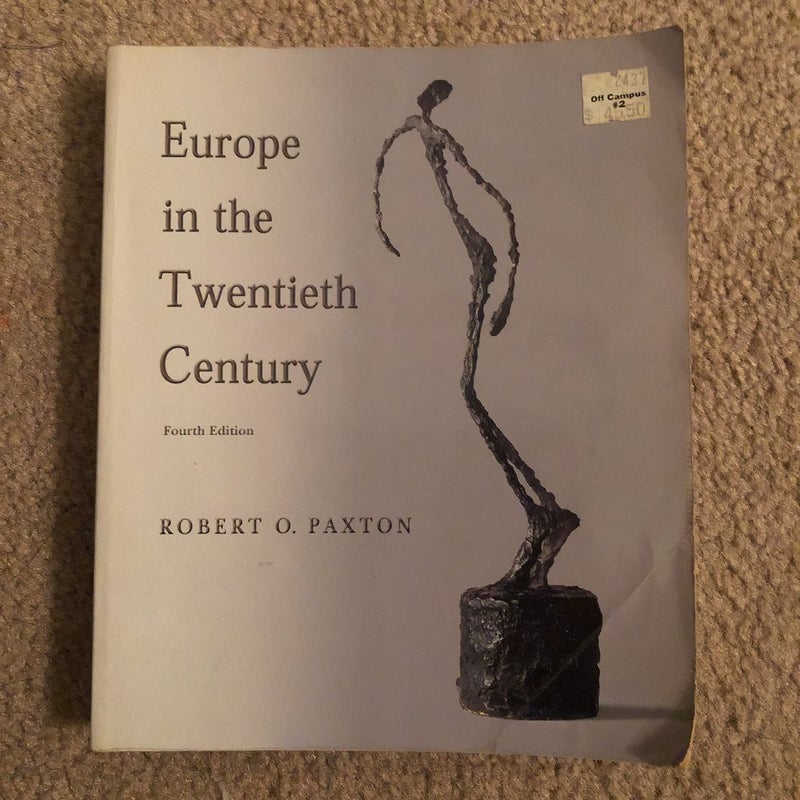 Europe
in the
Twentieth
Century
Fourth Edition
ROBERT O. PAXTON
Off Campus
#2